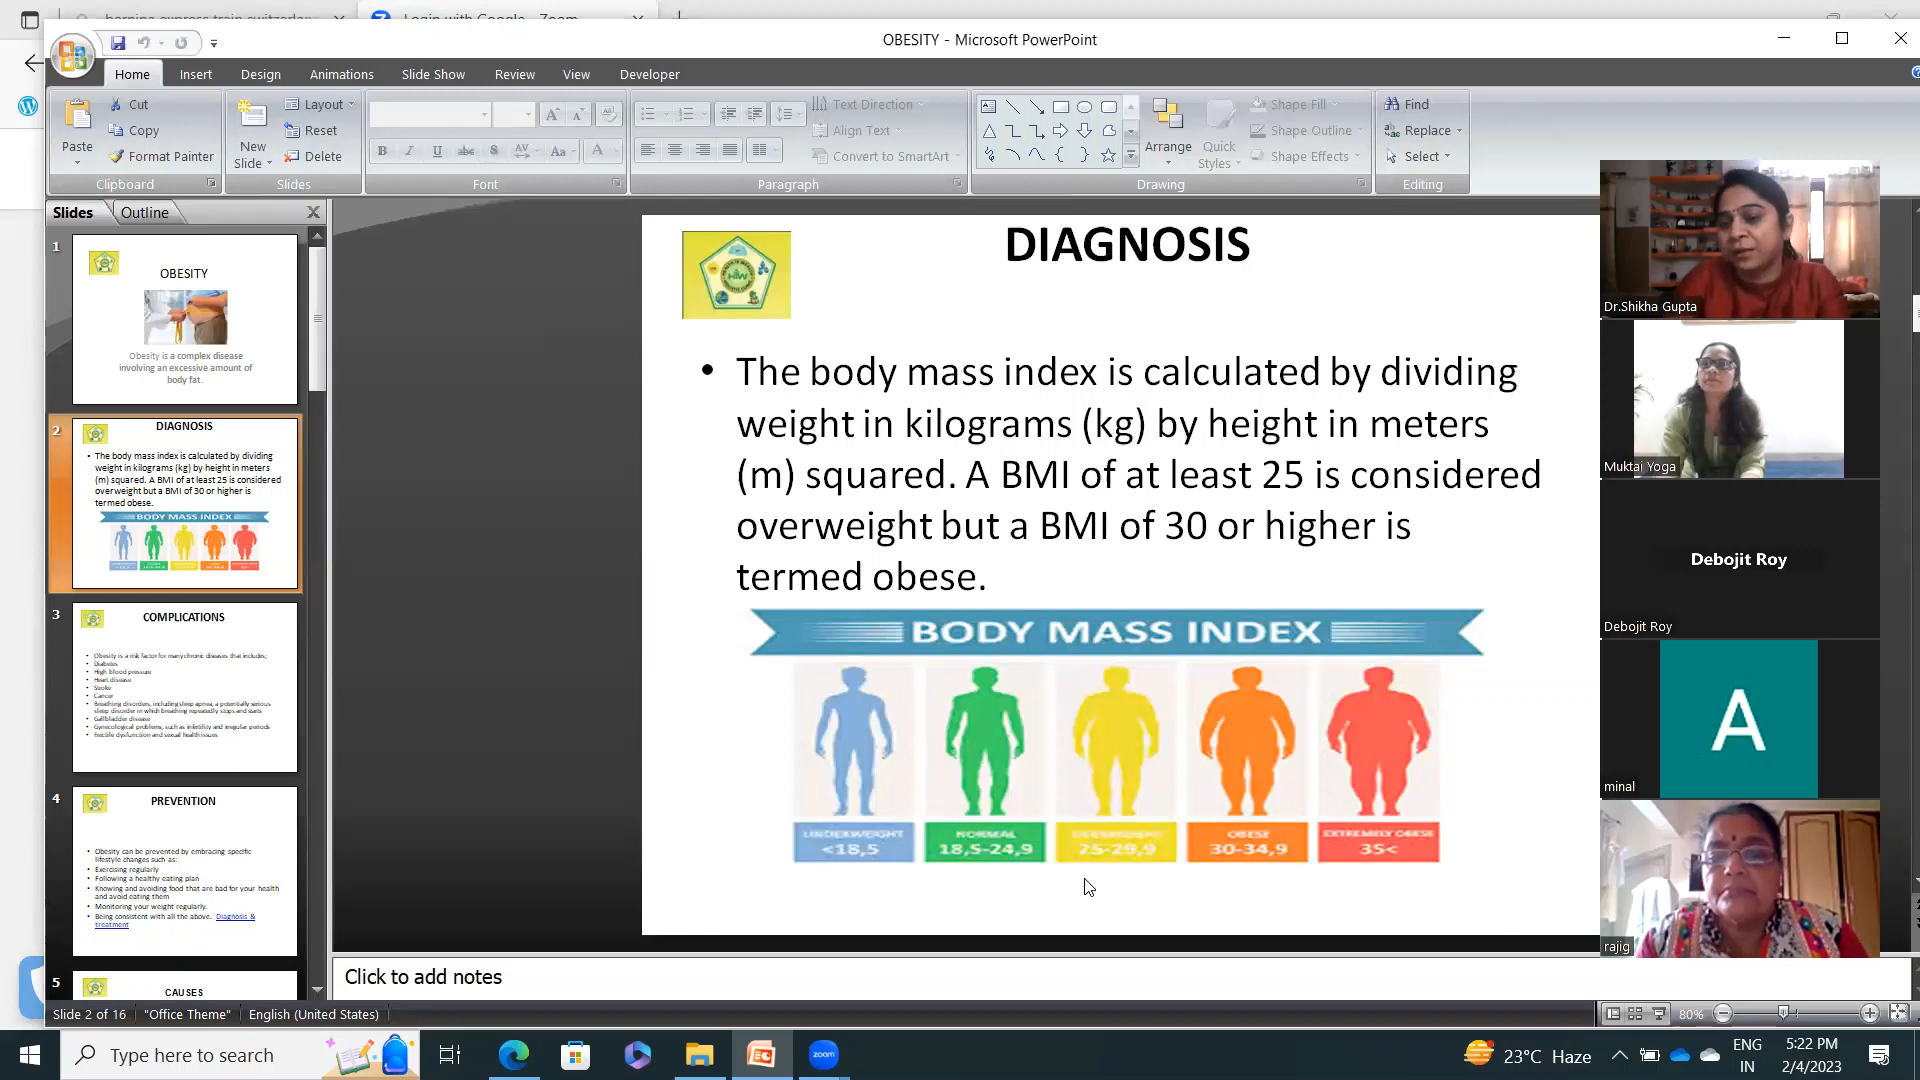 Login with Google - Zoom
OBESITY - Microsoft PowerPoint
Home
Insert
Design
Animations
Slide Show
Review
View
Developer
Paste
Cut
Copy
Format Painter
Clipboard
New
Slide
Layout
Reset
Delete
Slides
Font
Text Direction
Align Text
Convert to SmartArt
Paragraph
Arrange
Quick
Styles
Shape Fill
Shape Outline
Shape Effects
Drawing
Find
Replace
Select
Editing
Slides
Outline
1
OBESITY
Obesity is a complex disease
involving an excessive amount of
body fat.
2
DIAGNOSIS
• The body mass index is calculated by dividing
weight in kilograms (kg) by height in meters
(m) squared. A BMI of at least 25 is considered
overweight but a BMI of 30 or higher is
termed obese.
BODY MASS INDEX
3
COMPLICATIONS
• Obesity is a risk factor for many chronic diseases that includes;
• Diabetes
• High blood pressure
• Heart disease
• Stroke
• Cancer
• Breathing disorders, including sleep apnea, a potentially serious
sleep disorder in which breathing repeatedly stops and starts
• Gallbladder disease
• Gynecological problems, such as infertility and irregular periods
• Erectile dysfunction and sexual health issues
4
PREVENTION
• Obesity can be prevented by embracing specific
lifestyle changes such as:
• Exercising regularly
• Following a healthy eating plan
• Knowing and avoiding food that are bad for your health
and avoid eating them
• Monitoring your weight regularly.
• Being consistent with all the above. Diagnosis &
treatment
5
CAUSES
DIAGNOSIS
HIW
• The body mass index is calculated by dividing
weight in kilograms (kg) by height in meters
(m) squared. A BMI of at least 25 is considered
overweight but a BMI of 30 or higher is
termed obese.
BODY MASS INDEX
UNDERWEIGHT
<18,5
NORMAL
18,5-24,9
OVERWEIGHT
25-29,9
OBESE
30-34,9
EXTREMELY OBESE
35<
Dr.Shikha Gupta
Muktai Yoga
Debojit Roy
Debojit Roy
A
minal
rajig
Click to add notes
Slide 2 of 16
"Office Theme"
English (United States)
80%
Type here to search
zoom
23°C Haze
ENG
IN
5:22 PM
2/4/2023